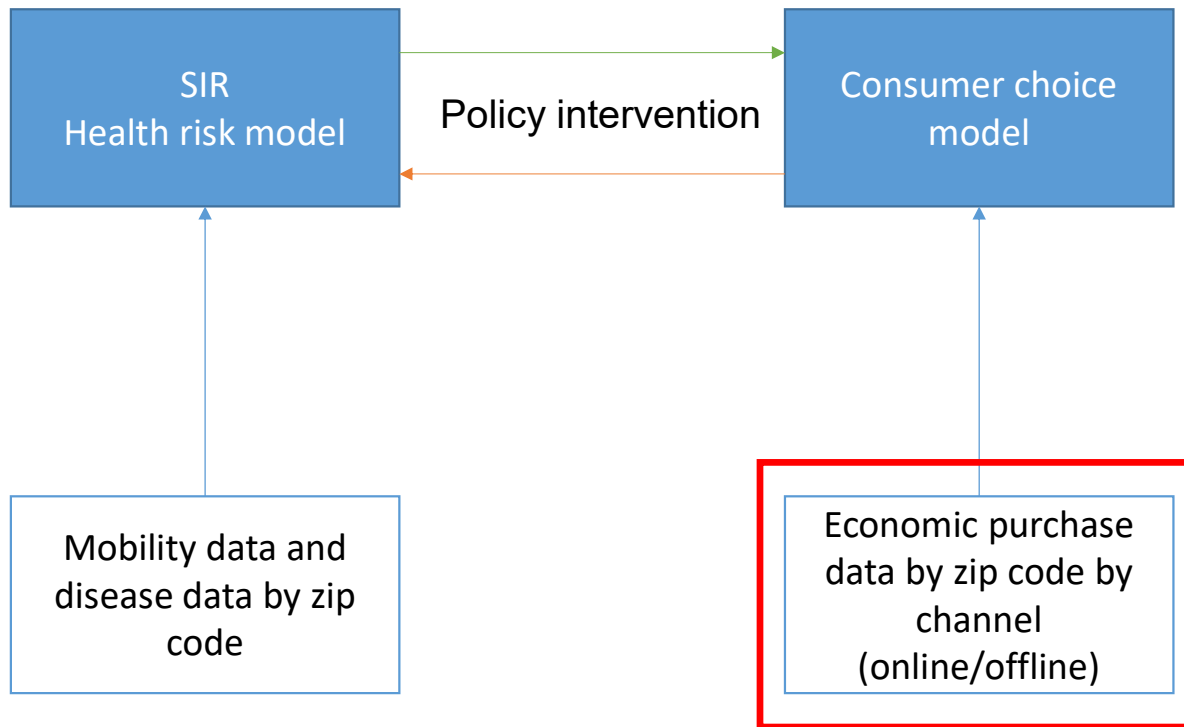 SIR
Health risk model
Policy intervention
Consumer choice
model
Mobility data and
disease data by zip
code
Economic purchase
data by zip code by
channel
(online/offline)